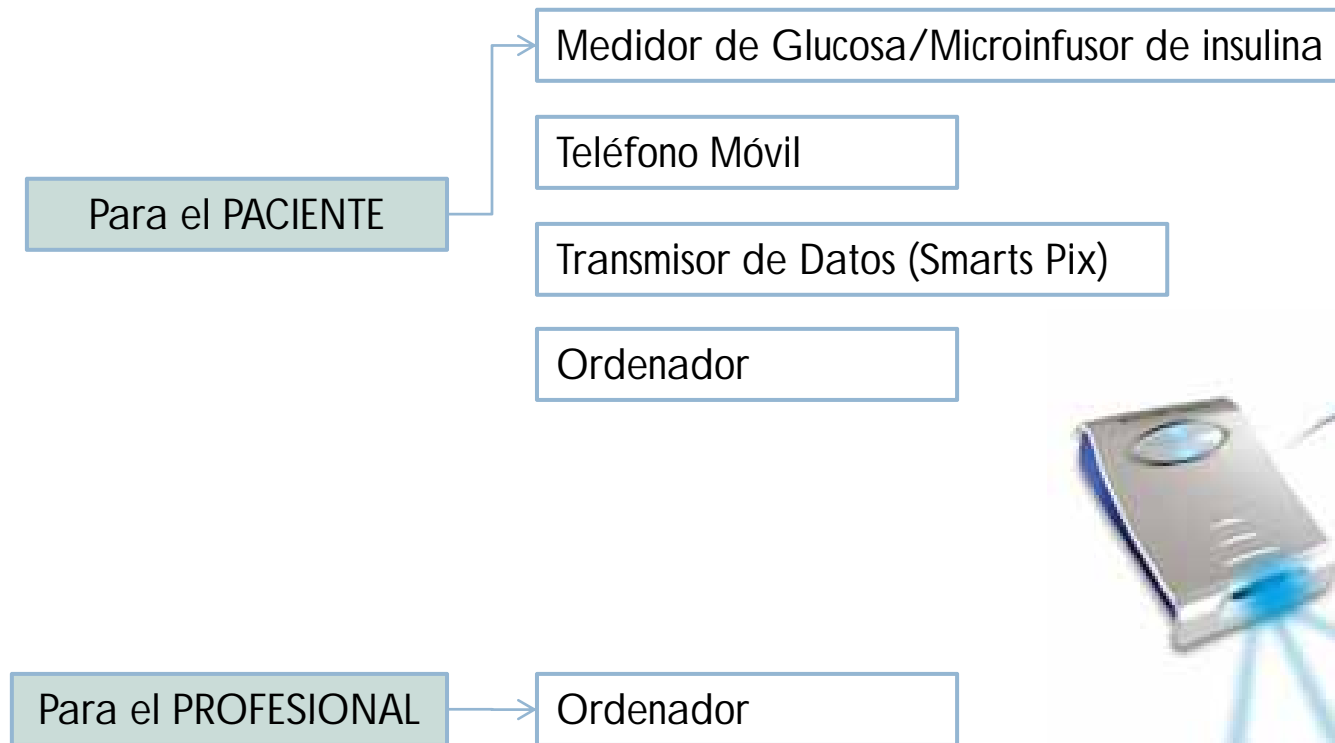 Medidor de Glucosa/Microinfusor de insulina
Teléfono Móvil
Para el PACIENTE
Transmisor de Datos (Smarts Pix)
Ordenador
Para el PROFESIONAL
Ordenador